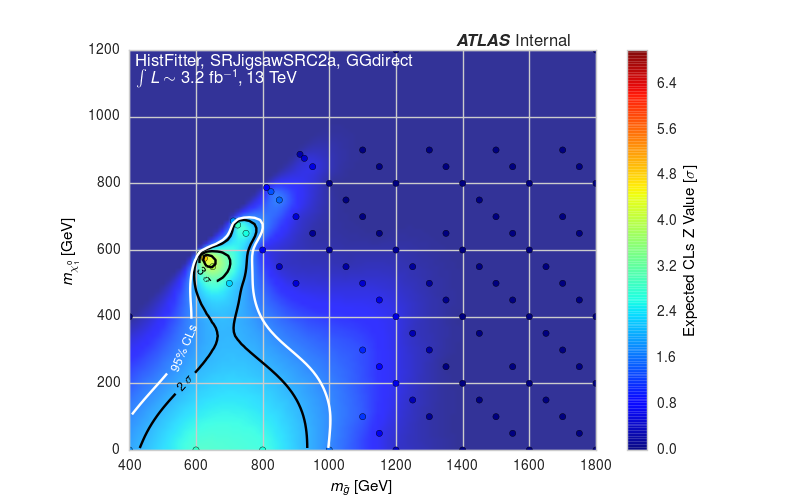 ATLAS Internal
HistFitter, SRJigsawSRC2a, GGdirect
∫ L ∼ 3.2 fb⁻¹, 13 TeV
1200
1000
800
600
400
200
0
m_χ̃₁⁰ [GeV]
3 σ
95% CLs
2 σ
400
600
800
1000
1200
1400
1600
1800
m_g̃ [GeV]
6.4
5.6
4.8
4.0
3.2
2.4
1.6
0.8
0.0
Expected CLs Z Value [σ]